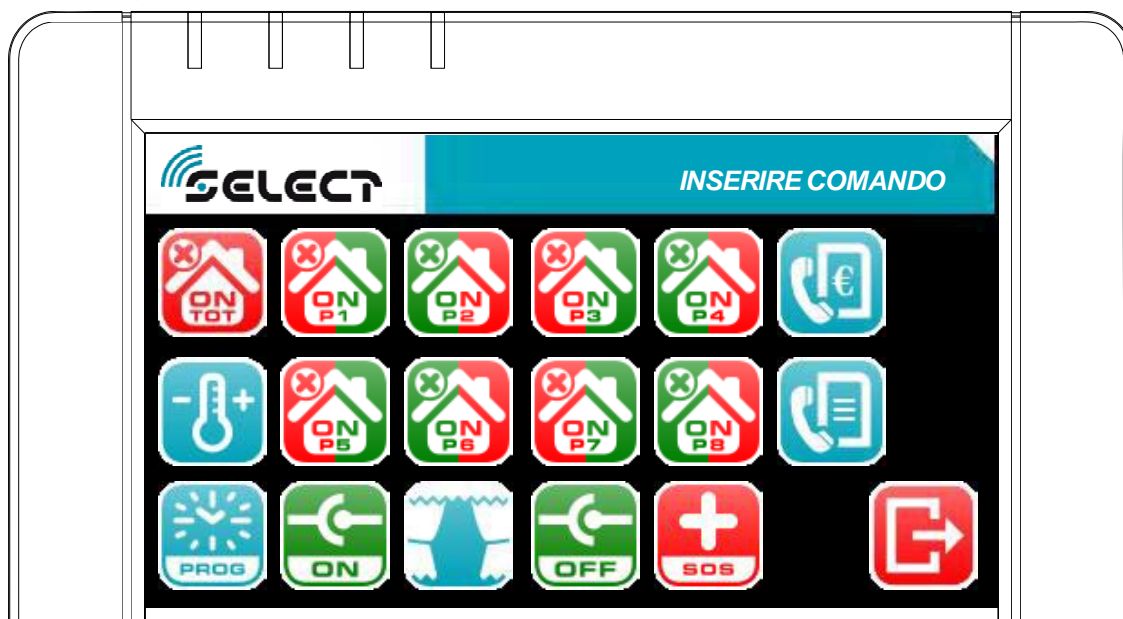 SELECT
INSERIRE COMANDO
ON TOT
ON P1
ON P2
ON P3
ON P4
€
- +
ON P5
ON P6
ON P7
ON P8
PROG
ON
OFF
SOS